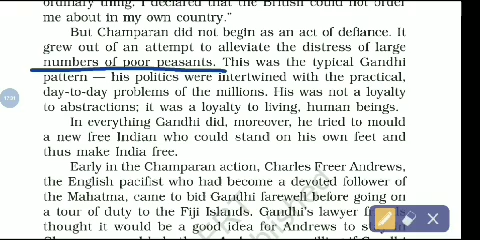 ordinary thing. I declared that the British could not order
me about in my own country."
But Champaran did not begin as an act of defiance. It
grew out of an attempt to alleviate the distress of large
numbers of poor peasants. This was the typical Gandhi
pattern — his politics were intertwined with the practical,
day-to-day problems of the millions. His was not a loyalty
to abstractions; it was a loyalty to living, human beings.
In everything Gandhi did, moreover, he tried to mould
a new free Indian who could stand on his own feet and
thus make India free.
Early in the Champaran action, Charles Freer Andrews,
the English pacifist who had become a devoted follower of
the Mahatma, came to bid Gandhi farewell before going on
a tour of duty to the Fiji Islands. Gandhi's lawyer
thought it would be a good idea for Andrews to